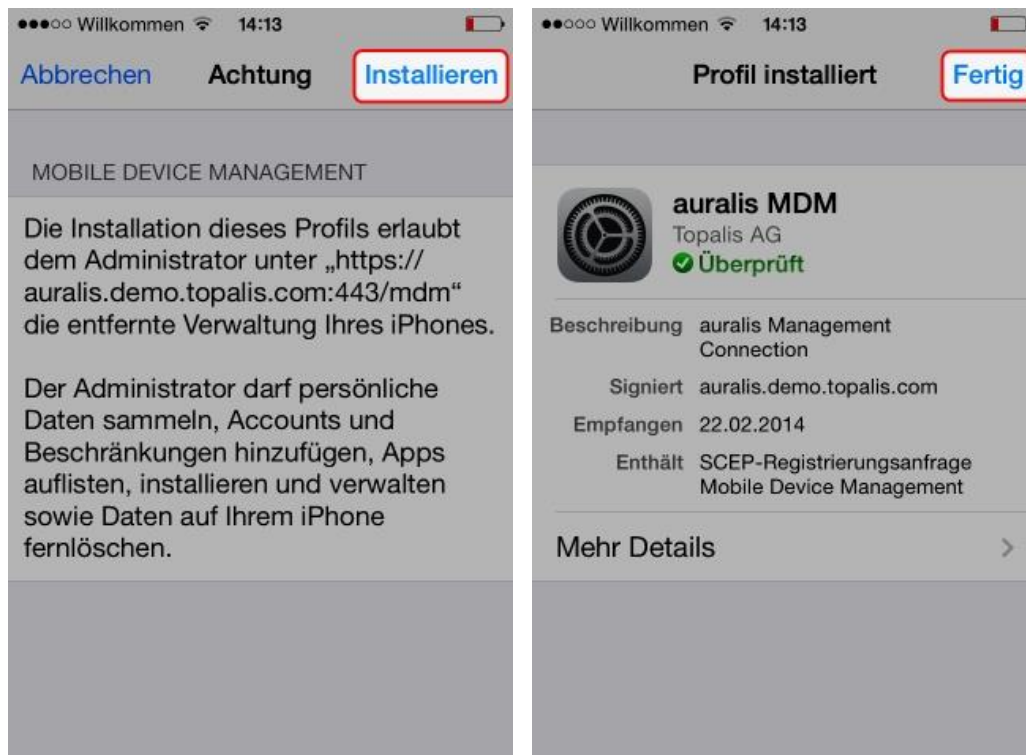 Willkommen 14:13
Abbrechen Achtung Installieren
MOBILE DEVICE MANAGEMENT
Die Installation dieses Profils erlaubt
dem Administrator unter „https://
auralis.demo.topalis.com:443/mdm“
die entfernte Verwaltung Ihres iPhones.
Der Administrator darf persönliche
Daten sammeln, Accounts und
Beschränkungen hinzufügen, Apps
auflisten, installieren und verwalten
sowie Daten auf Ihrem iPhone
fernlöschen.
Willkommen 14:13
Profil installiert Fertig
auralis MDM
Topalis AG
Überprüft
Beschreibung auralis Management
Connection
Signiert auralis.demo.topalis.com
Empfangen 22.02.2014
Enthält SCEP-Registrierungsanfrage
Mobile Device Management
Mehr Details